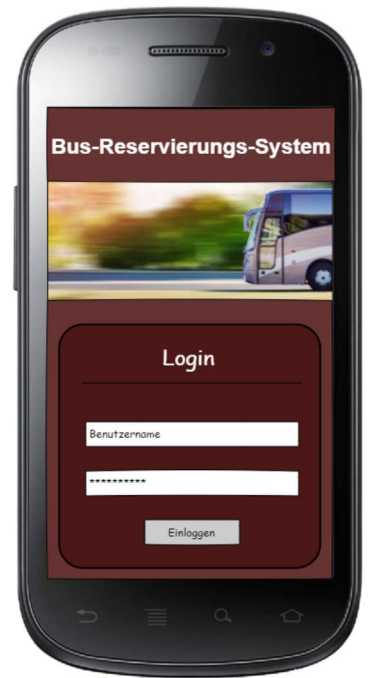 Bus-Reservierungs-System
Login
Benutzername
**********
Einloggen